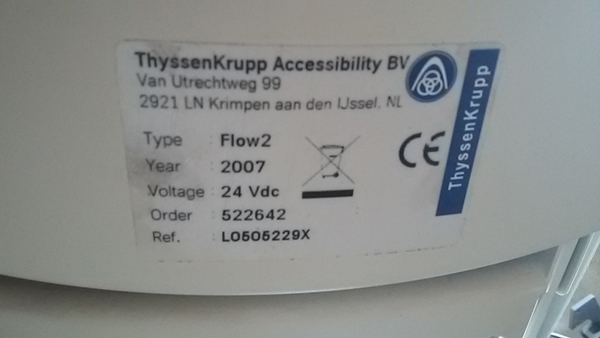 ThyssenKrupp Accessibility BV
Van Utrechtweg 99
2921 LN Krimpen aan den IJssel. NL
Type : Flow2
Year : 2007
Voltage : 24 Vdc
Order : 522642
Ref. : L0505229X
CE
ThyssenKrupp